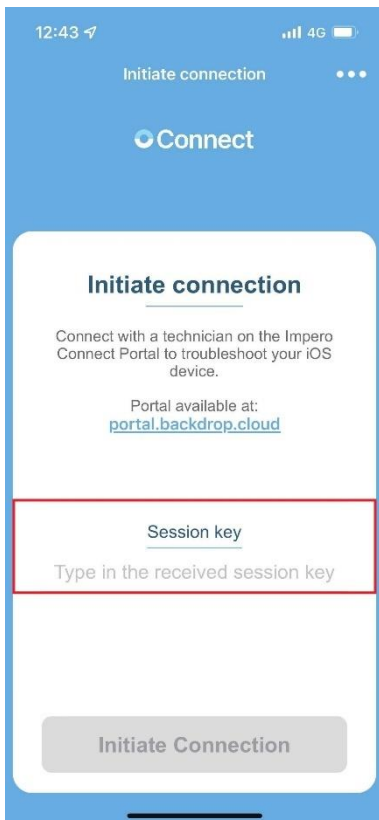 12:43 4G
Initiate connection
Connect
Initiate connection
Connect with a technician on the Impero
Connect Portal to troubleshoot your iOS
device.
Portal available at:
portal.backdrop.cloud
Session key
Type in the received session key
Initiate Connection